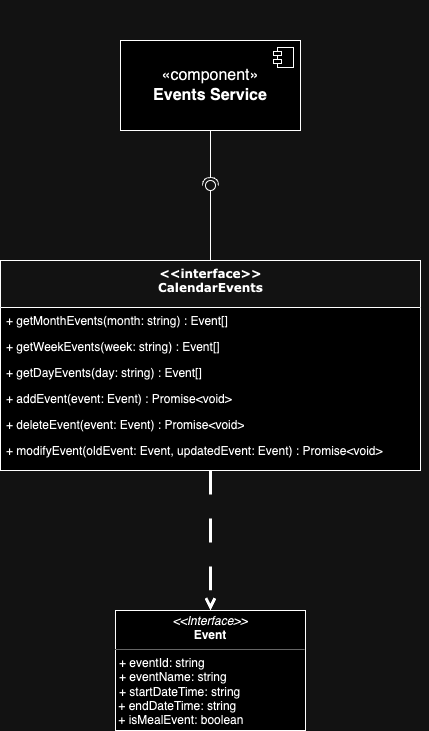 «component»
Events Service
<<interface>>
CalendarEvents
+ getMonthEvents(month: string) : Event[]
+ getWeekEvents(week: string) : Event[]
+ getDayEvents(day: string) : Event[]
+ addEvent(event: Event) : Promise<void>
+ deleteEvent(event: Event) : Promise<void>
+ modifyEvent(oldEvent: Event, updatedEvent: Event) : Promise<void>
<<Interface>>
Event
+ eventId: string
+ eventName: string
+ startDateTime: string
+ endDateTime: string
+ isMealEvent: boolean